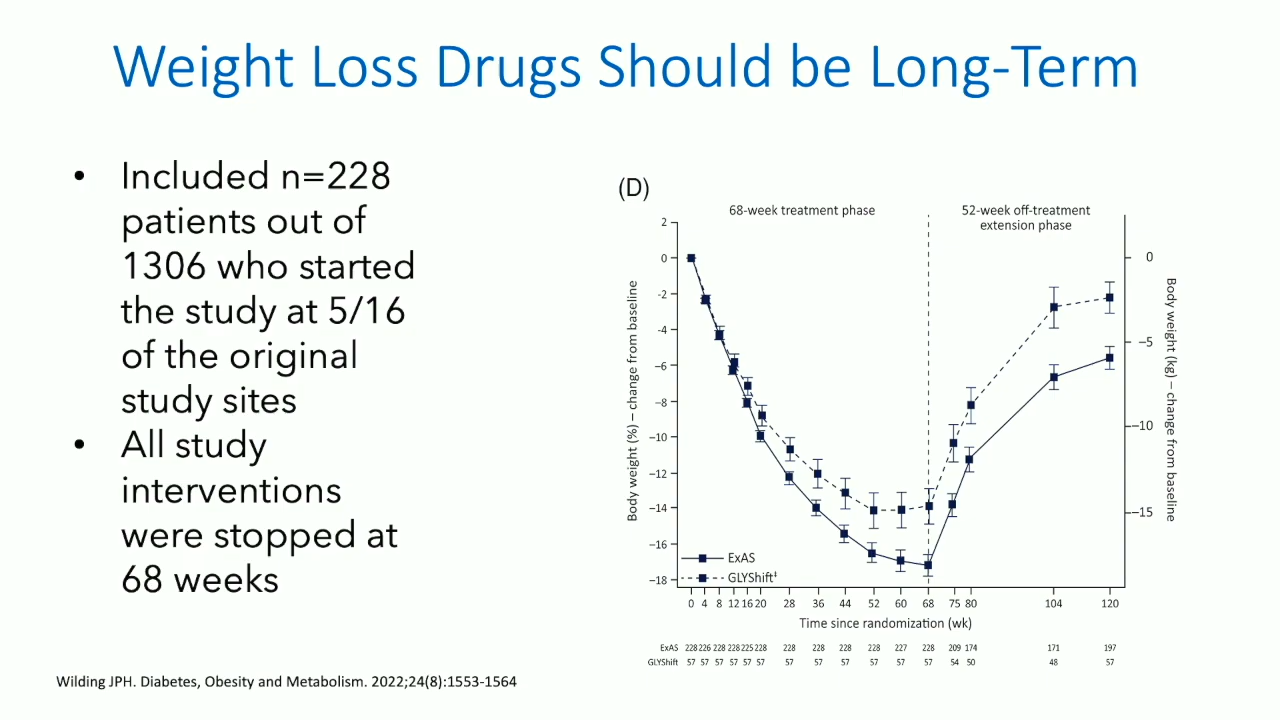 Weight Loss Drugs Should be Long-Term
• Included n=228
patients out of
1306 who started
the study at 5/16
of the original
study sites
• All study
interventions
were stopped at
68 weeks
Wilding JPH. Diabetes, Obesity and Metabolism. 2022;24(8):1553-1564
(D)
68-week treatment phase
52-week off-treatment
extension phase
Body weight (%) – change from baseline
2
0
-2
-4
-6
-8
-10
-12
-14
-16
-18
0
-5
-10
-15
Body weight (kg) – change from baseline
ExAS
GLYShift‡
0 4 8 12 16 20 28 36 44 52 60 68 75 80 104 120
Time since randomization (wk)
ExAS 228 226 228 228 225 228 228 228 228 228 227 228 209 174 171 197
GLYShift 57 57 57 57 57 57 57 57 57 57 57 57 54 50 48 57